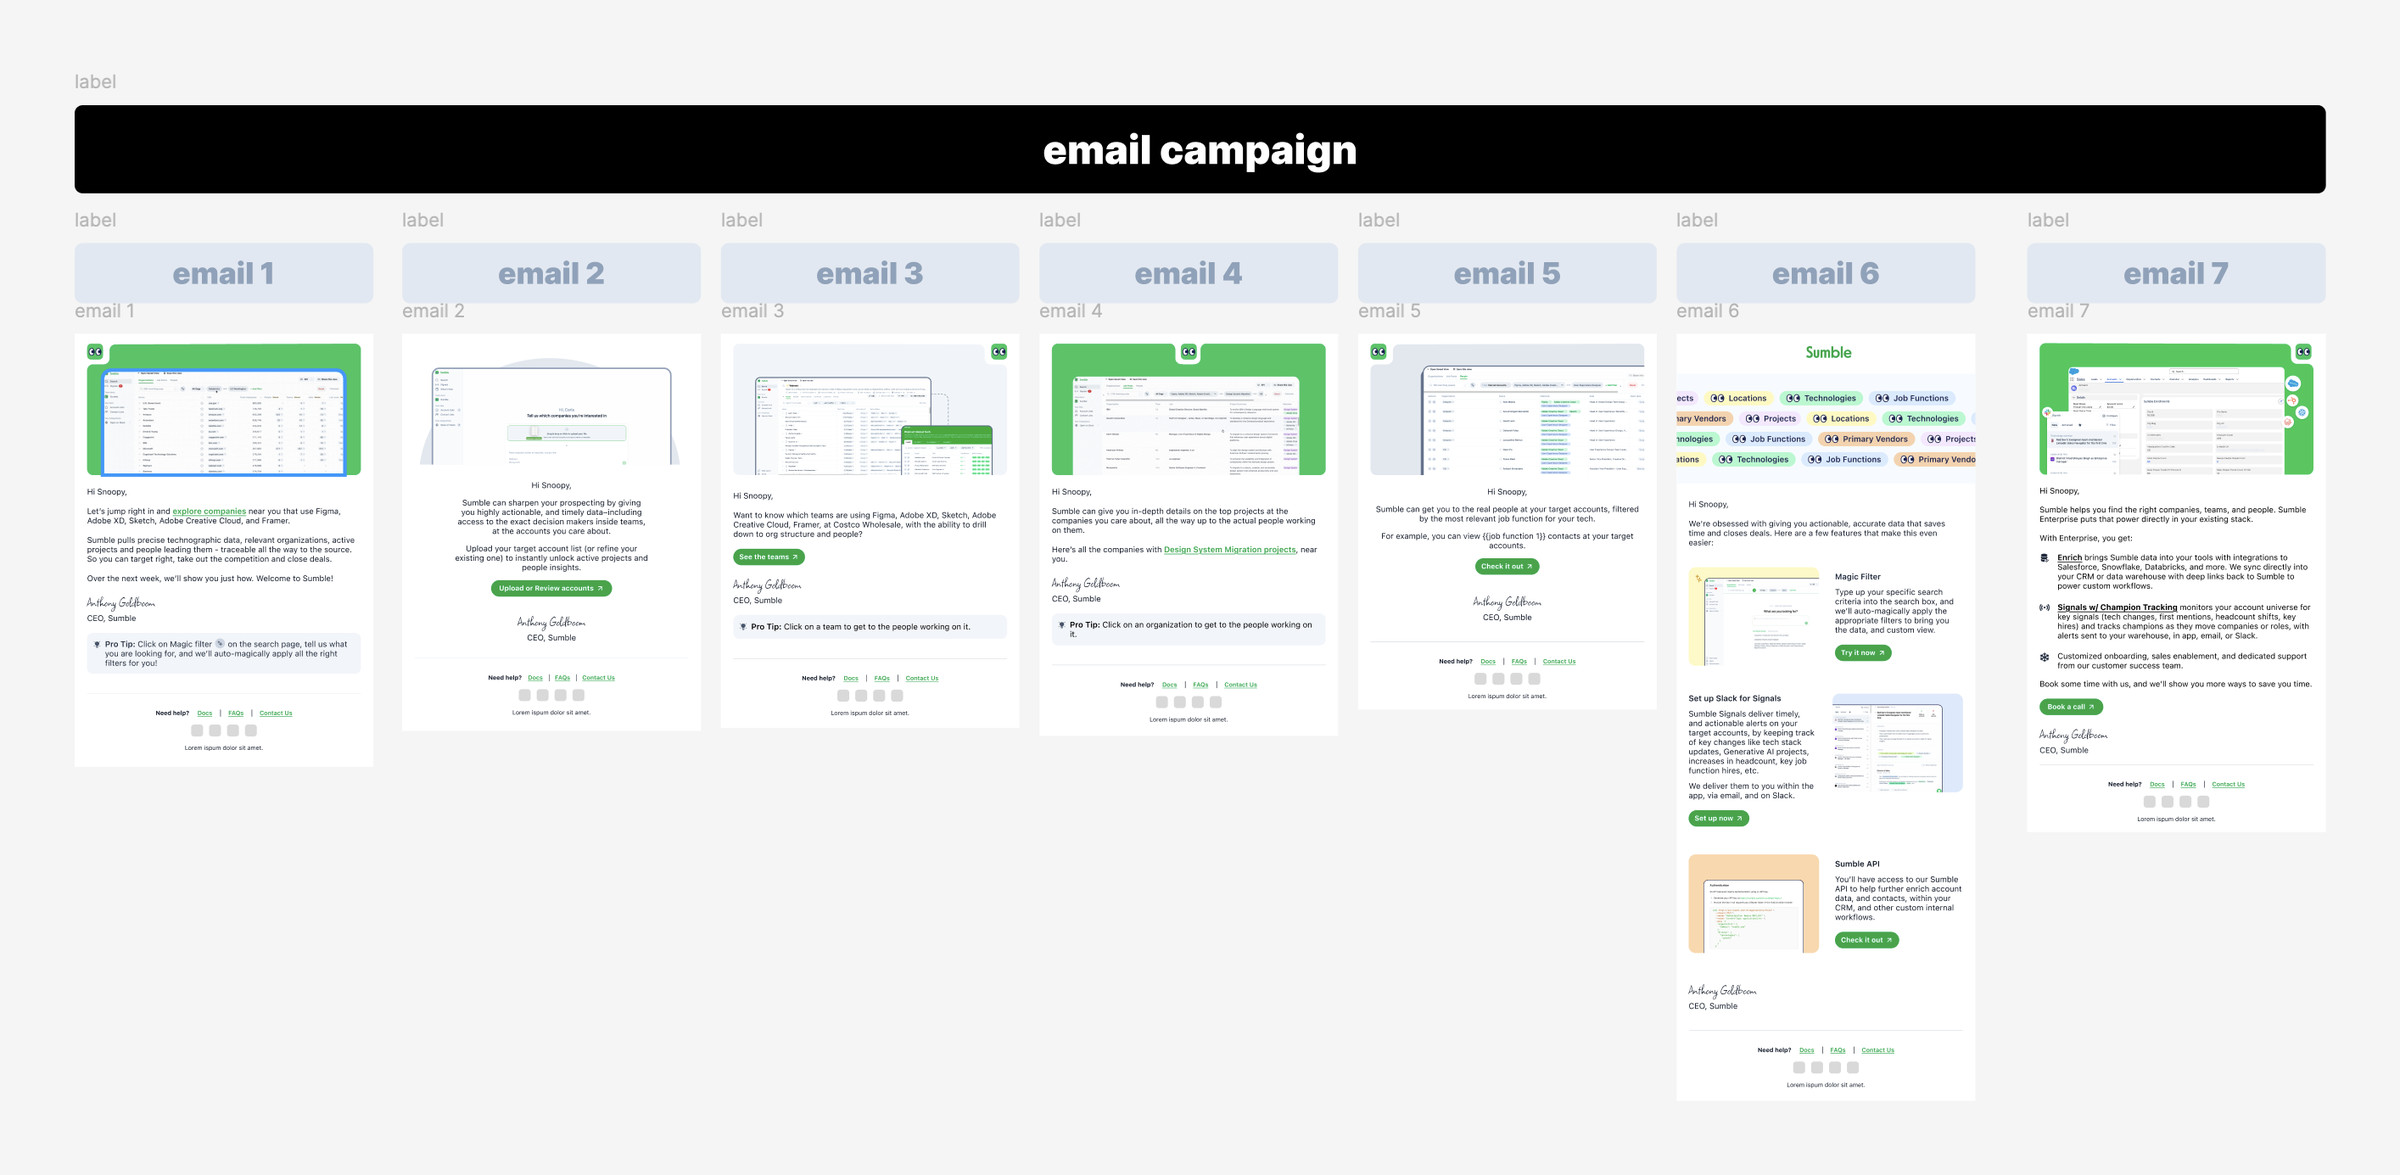 label
email campaign
label
email 1
email 1
Hi Snoopy,
Let's jump right in and explore companies near you that use Figma,
Adobe XD, Sketch, Adobe Creative Cloud, and Framer.
Sumble pulls precise technographic data, relevant organizations, active
projects and people leading them - traceable all the way to the source.
So you can target right, take out the competition and close deals.
Over the next week, we'll show you just how. Welcome to Sumble!
Anthony Goldbloom
CEO, Sumble
Pro Tip: Click on Magic filter on the search page, tell us what
you are looking for, and we'll auto-magically apply all the right
filters for you!
Need help? Docs | FAQs | Contact Us
Lorem ispum dolor sit amet.
label
email 2
email 2
Tell us which companies you're interested in
Hi Snoopy,
Sumble can sharpen your prospecting by giving
you highly actionable, and timely data–including
access to the exact decision makers inside teams,
at the accounts you care about.
Upload your target account list (or refine your
existing one) to instantly unlock active projects and
people insights.
Upload or Review accounts
Anthony Goldbloom
CEO, Sumble
Need help? Docs | FAQs | Contact Us
Lorem ispum dolor sit amet.
label
email 3
email 3
Hi Snoopy,
Want to know which teams are using Figma, Adobe XD, Sketch, Adobe
Creative Cloud, Framer, at Costco Wholesale, with the ability to drill
down to org structure and people?
See the teams
Anthony Goldbloom
CEO, Sumble
Pro Tip: Click on a team to get to the people working on it.
Need help? Docs | FAQs | Contact Us
Lorem ispum dolor sit amet.
label
email 4
email 4
Hi Snoopy,
Sumble can give you in-depth details on the top projects at the
companies you care about, all the way up to the actual people working
on them.
Here's all the companies with Design System Migration projects, near
you.
Anthony Goldbloom
CEO, Sumble
Pro Tip: Click on an organization to get to the people working on
it.
Need help? Docs | FAQs | Contact Us
Lorem ispum dolor sit amet.
label
email 5
email 5
Hi Snoopy,
Sumble can get you to the real people at your target accounts, filtered
by the most relevant job function for your tech.
For example, you can view {{job function 1}} contacts at your target
accounts.
Check it out
Anthony Goldbloom
CEO, Sumble
Need help? Docs | FAQs | Contact Us
Lorem ispum dolor sit amet.
label
email 6
email 6
Sumble
ects Locations Technologies Job Functions
nary Vendors Projects Locations Technologies
nnologies Job Functions Primary Vendors Projects
ations Technologies Job Functions Primary Vendo
Hi Snoopy,
We're obsessed with giving you actionable, accurate data that saves
time and closes deals. Here are a few features that make this even
easier:
Magic Filter
Type up your specific search
criteria into the search box, and
we'll auto-magically apply the
appropriate filters to bring you
the data, and custom view.
Try it now
Set up Slack for Signals
Sumble Signals deliver timely,
and actionable alerts on your
target accounts, by keeping track
of key changes like tech stack
updates, Generative AI projects,
increases in headcount, key job
function hires, etc.
We deliver them to you within the
app, via email, and on Slack.
Set up now
Sumble API
You'll have access to our Sumble
API to help further enrich account
data, and contacts, within your
CRM, and other custom internal
workflows.
Check it out
Anthony Goldbloom
CEO, Sumble
Need help? Docs | FAQs | Contact Us
Lorem ispum dolor sit amet.
label
email 7
email 7
Hi Snoopy,
Sumble helps you find the right companies, teams, and people. Sumble
Enterprise puts that power directly in your existing stack.
With Enterprise, you get:
Enrich brings Sumble data into your tools with integrations to
Salesforce, Snowflake, Databricks, and more. We sync directly into
your CRM or data warehouse with deep links back to Sumble to
power custom workflows.
Signals w/ Champion Tracking monitors your account universe for
key signals (tech changes, first mentions, headcount shifts, key
hires) and tracks champions as they move companies or roles, with
alerts sent to your warehouse, in app, email, or Slack.
Customized onboarding, sales enablement, and dedicated support
from our customer success team.
Book some time with us, and we'll show you more ways to save you time.
Book a call
Anthony Goldbloom
CEO, Sumble
Need help? Docs | FAQs | Contact Us
Lorem ispum dolor sit amet.